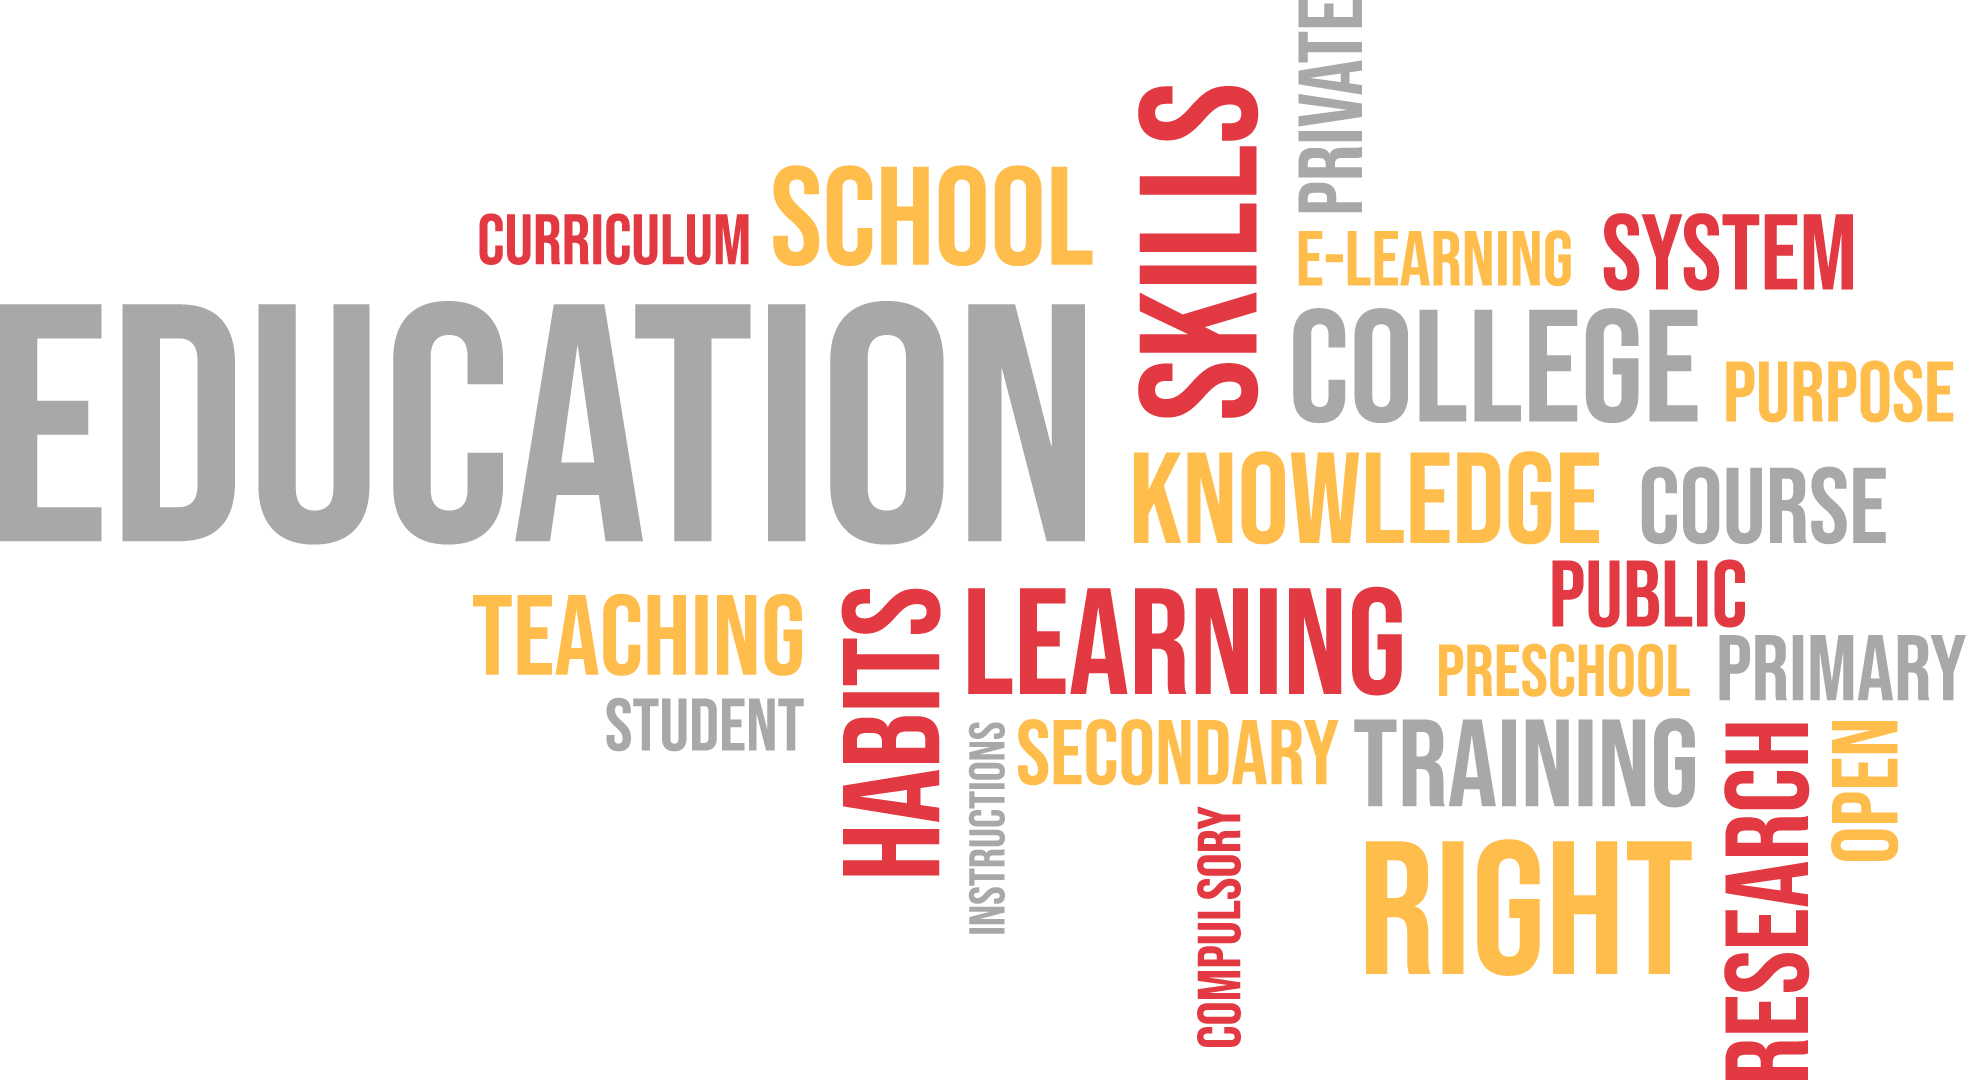 PRIVATE
SKILLS
SCHOOL
CURRICULUM
E-LEARNING
SYSTEM
EDUCATION
COLLEGE
PURPOSE
KNOWLEDGE
COURSE
PUBLIC
TEACHING
HABITS
LEARNING
PRESCHOOL
PRIMARY
STUDENT
INSTRUCTIONS
SECONDARY
TRAINING
RESEARCH
OPEN
COMPULSORY
RIGHT